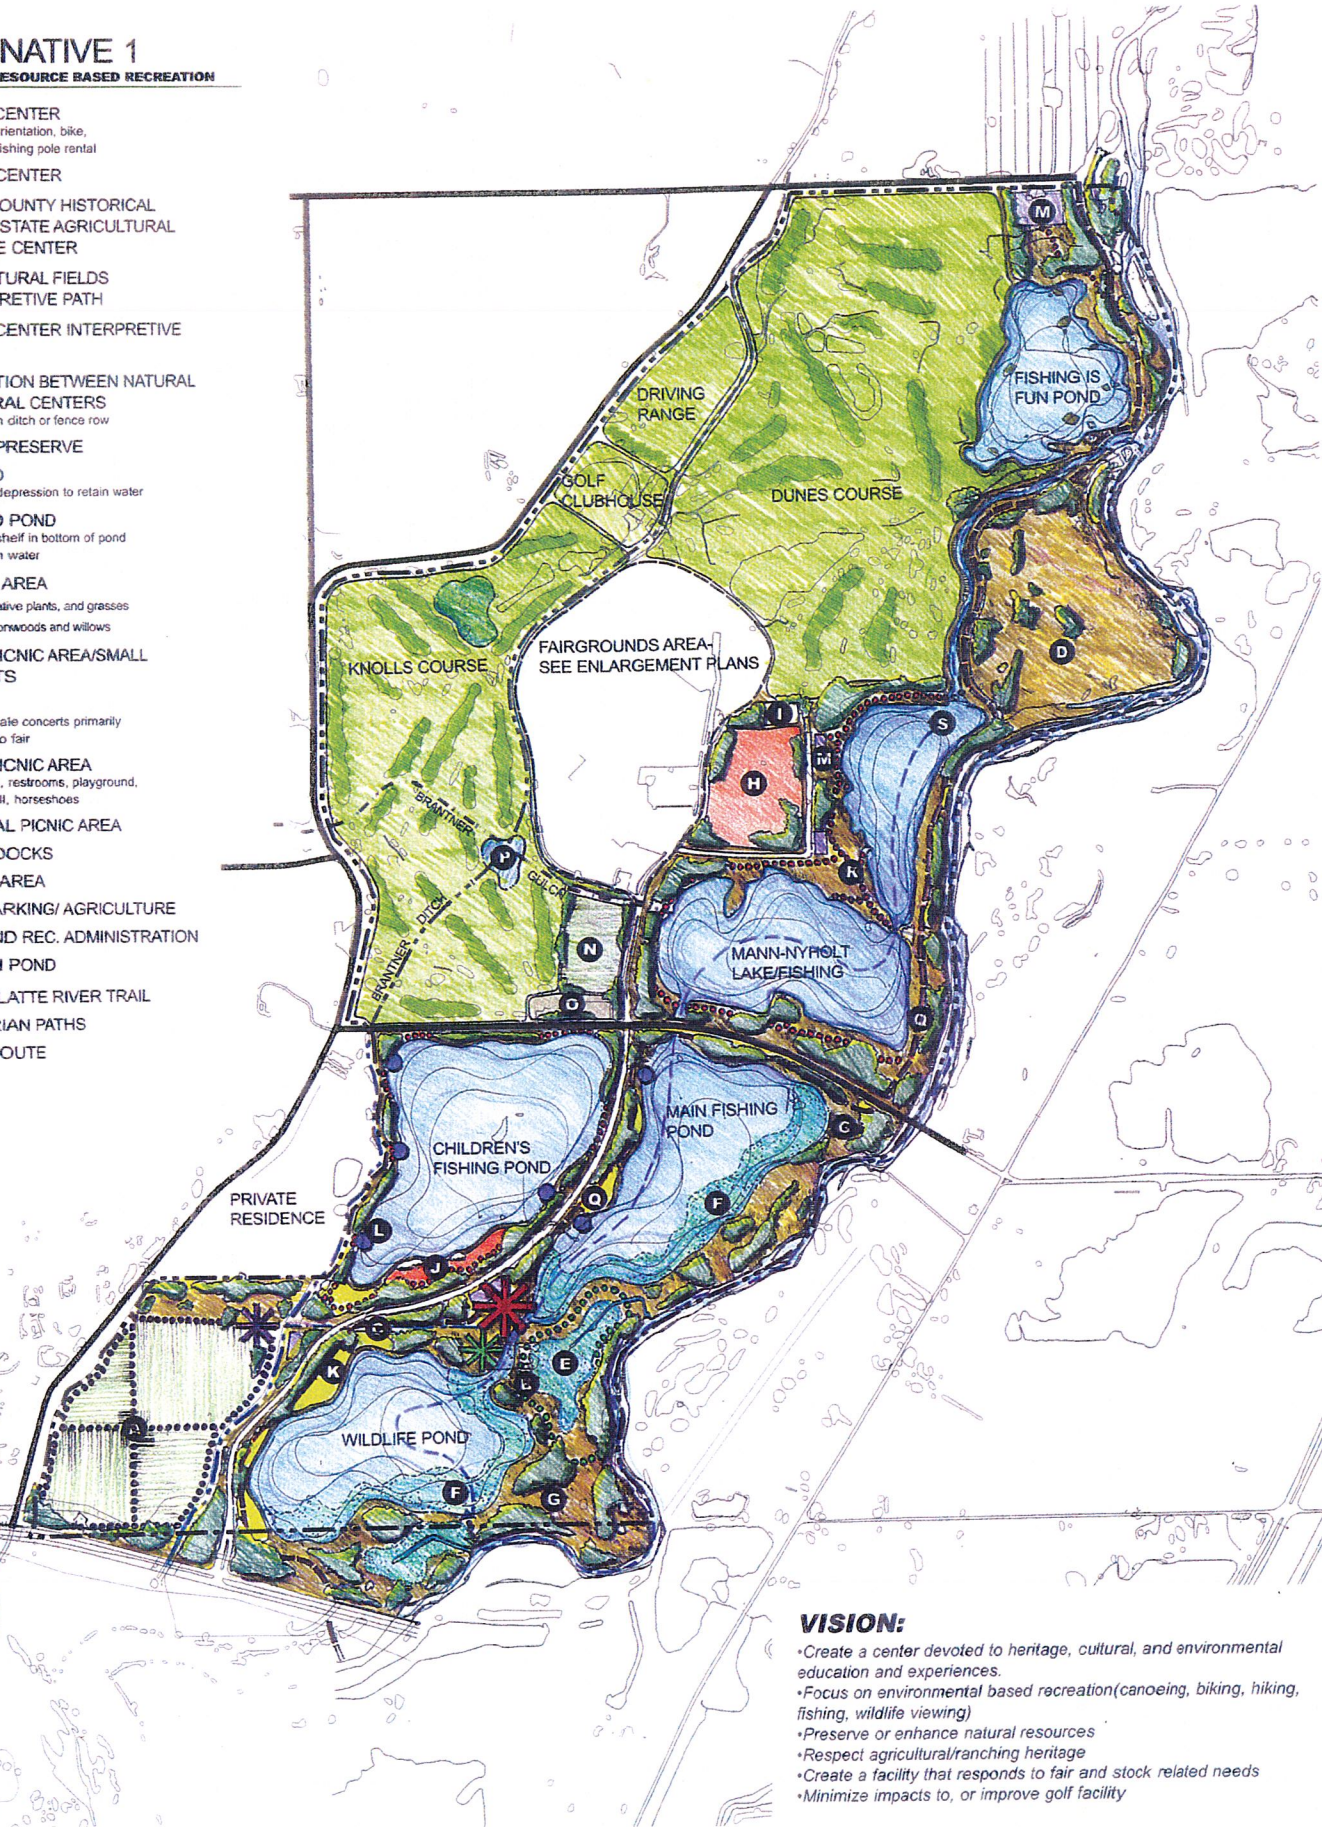 NATIVE 1
ESOURCE BASED RECREATION
CENTER
rientation, bike,
ishing pole rental
CENTER
OUNTY HISTORICAL
STATE AGRICULTURAL
E CENTER
TURAL FIELDS
RETIVE PATH
CENTER INTERPRETIVE
TION BETWEEN NATURAL
RAL CENTERS
n ditch or fence row
PRESERVE
D
depression to retain water
D POND
shelf in bottom of pond
n water
AREA
ative plants, and grasses
onwoods and willows
ICNIC AREA/SMALL
TS
ale concerts primarily
o fair
ICNIC AREA
, restrooms, playground,
ll, horseshoes
AL PICNIC AREA
DOCKS
AREA
ARKING/ AGRICULTURE
ND REC. ADMINISTRATION
H POND
LATTE RIVER TRAIL
RIAN PATHS
OUTE
M
FISHING IS
FUN POND
DRIVING
RANGE
GOLF
CLUBHOUSE
DUNES COURSE
D
KNOLLS COURSE
FAIRGROUNDS AREA-
SEE ENLARGEMENT PLANS
I
S
M
H
BRANTNER
GULCH
P
R
BRANTNER DITCH
N
MANN-NYHOLT
LAKE/FISHING
O
Q
MAIN FISHING
POND
C
CHILDREN'S
FISHING POND
Q
F
PRIVATE
RESIDENCE
L
J
K
E
WILDLIFE POND
F
G
VISION:
•Create a center devoted to heritage, cultural, and environmental
education and experiences.
•Focus on environmental based recreation(canoeing, biking, hiking,
fishing, wildlife viewing)
•Preserve or enhance natural resources
•Respect agricultural/ranching heritage
•Create a facility that responds to fair and stock related needs
•Minimize impacts to, or improve golf facility